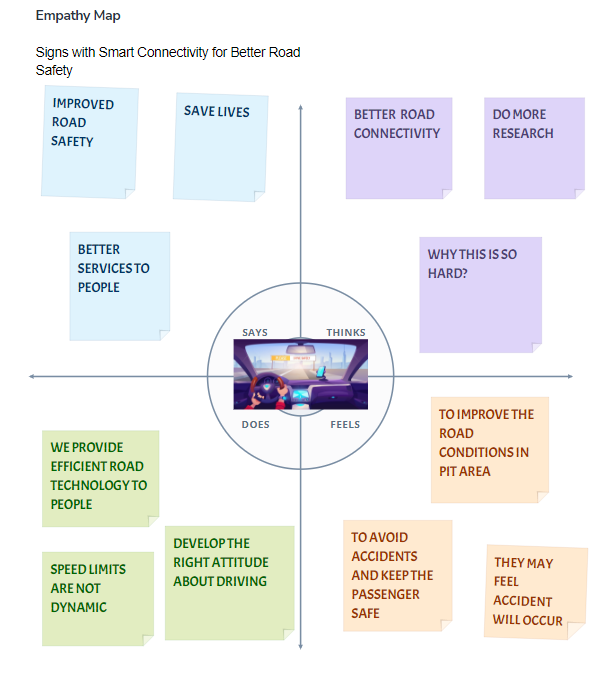 Empathy Map
Signs with Smart Connectivity for Better Road
Safety
IMPROVED
ROAD
SAFETY
SAVE LIVES
BETTER ROAD
CONNECTIVITY
DO MORE
RESEARCH
BETTER
SERVICES TO
PEOPLE
WHY THIS IS SO
HARD?
SAYS
THINKS
DOES
FEELS
TO IMPROVE THE
ROAD
CONDITIONS IN
PIT AREA
WE PROVIDE
EFFICIENT ROAD
TECHNOLOGY TO
PEOPLE
SPEED LIMITS
ARE NOT
DYNAMIC
DEVELOP THE
RIGHT ATTITUDE
ABOUT DRIVING
TO AVOID
ACCIDENTS
AND KEEP THE
PASSENGER
SAFE
THEY MAY
FEEL
ACCIDENT
WILL OCCUR